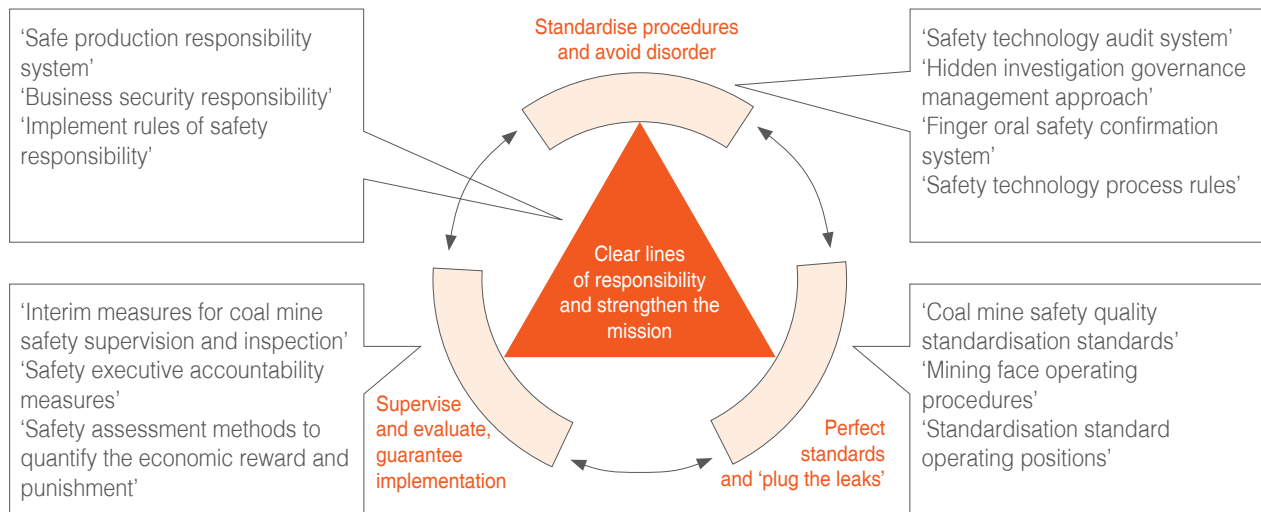 Standardise procedures
and avoid disorder
‘Safe production responsibility
system’
‘Business security responsibility’
‘Implement rules of safety
responsibility’
‘Safety technology audit system’
‘Hidden investigation governance
management approach’
‘Finger oral safety confirmation
system’
‘Safety technology process rules’
Clear lines
of responsibility
and strengthen the
mission
‘Interim measures for coal mine
safety supervision and inspection’
‘Safety executive accountability
measures’
‘Safety assessment methods to
quantify the economic reward and
punishment’
Supervise
and evaluate,
guarantee
implementation
Perfect
standards
and ‘plug the leaks’
‘Coal mine safety quality
standardisation standards’
‘Mining face operating
procedures’
‘Standardisation standard
operating positions’